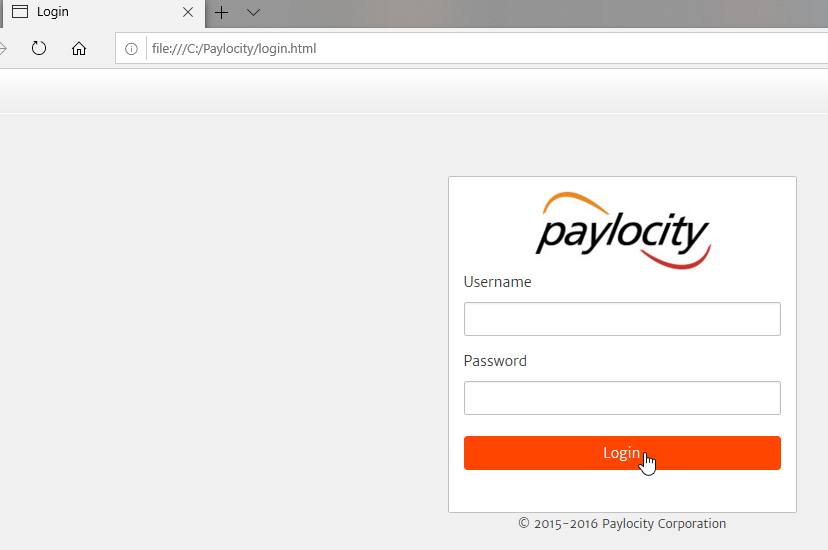 Login
file:///C:/Paylocity/login.html
paylocity
Username
Password
Login
© 2015-2016 Paylocity Corporation